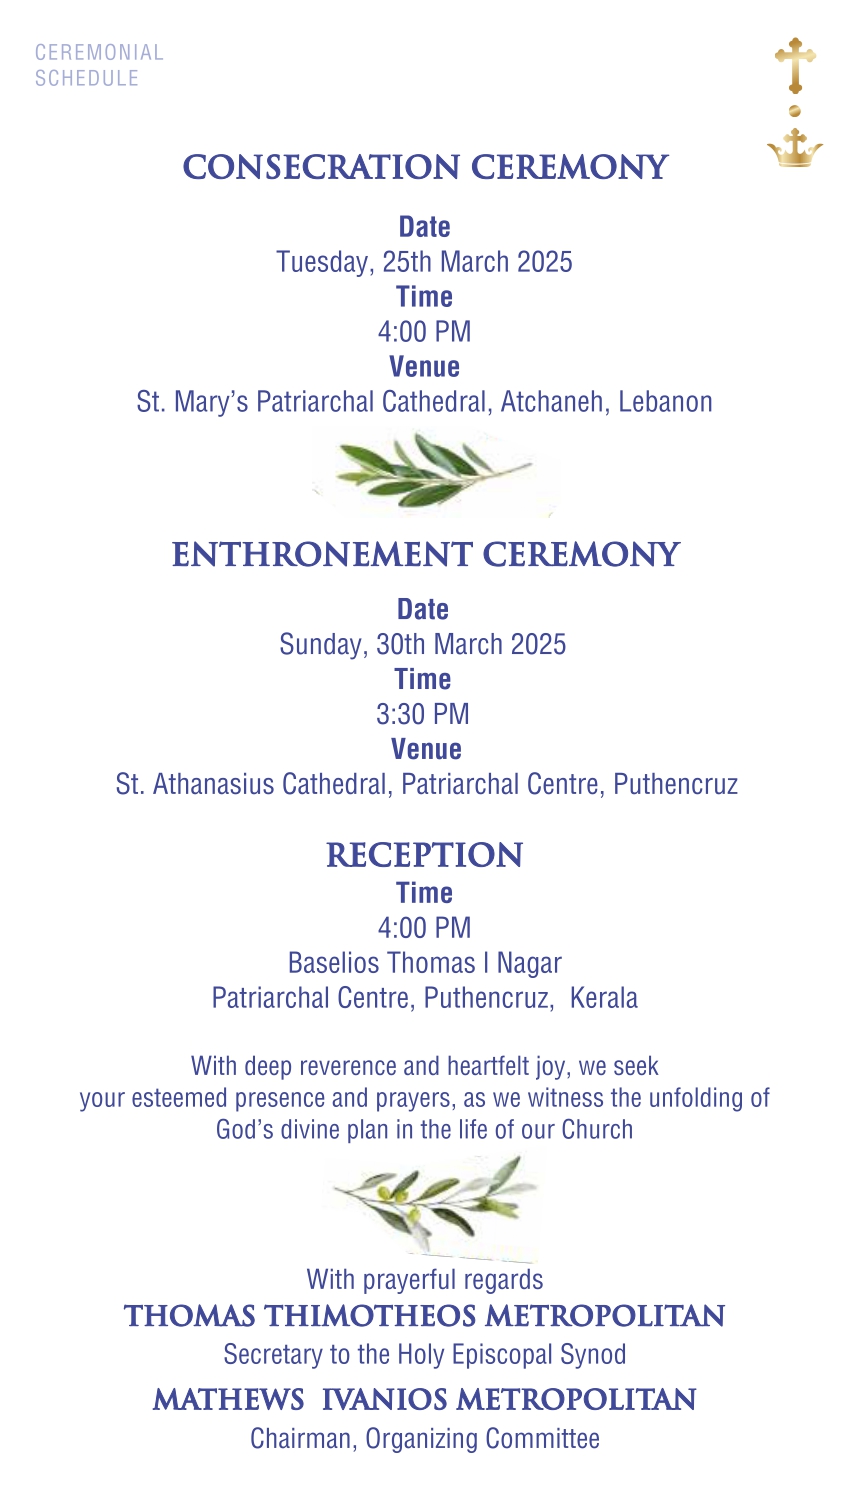 CEREMONIAL
SCHEDULE
CONSECRATION CEREMONY
Date
Tuesday, 25th March 2025
Time
4:00 PM
Venue
St. Mary’s Patriarchal Cathedral, Atchaneh, Lebanon
ENTHRONEMENT CEREMONY
Date
Sunday, 30th March 2025
Time
3:30 PM
Venue
St. Athanasius Cathedral, Patriarchal Centre, Puthencruz
RECEPTION
Time
4:00 PM
Baselios Thomas I Nagar
Patriarchal Centre, Puthencruz,  Kerala
With deep reverence and heartfelt joy, we seek
your esteemed presence and prayers, as we witness the unfolding of
God’s divine plan in the life of our Church
With prayerful regards
THOMAS THIMOTHEOS METROPOLITAN
Secretary to the Holy Episcopal Synod
MATHEWS  IVANIOS METROPOLITAN
Chairman, Organizing Committee